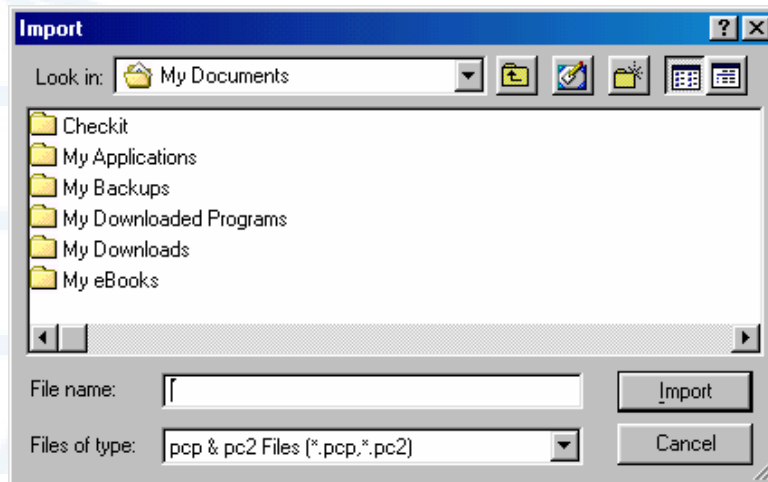 Import
Look in: My Documents
Checkit
My Applications
My Backups
My Downloaded Programs
My Downloads
My eBooks
File name: Import
Files of type: pcp & pc2 Files (*.pcp,*.pc2) Cancel